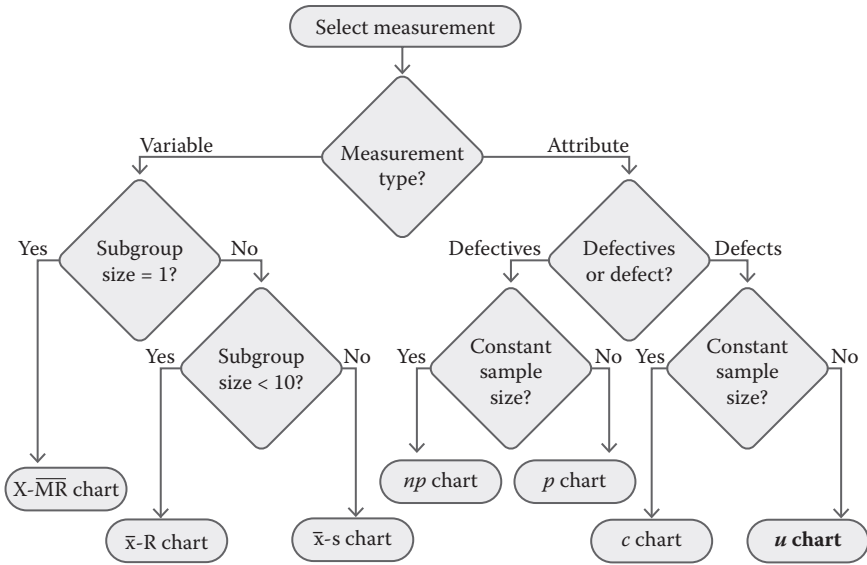 Select measurement
Measurement
type?
Variable
Attribute
Subgroup
size = 1?
Yes
No
Defectives
or defect?
Defectives
Defects
Subgroup
size < 10?
Yes
No
Constant
sample
size?
Yes
No
Constant
sample
size?
Yes
No
X-M̅R̅ chart
x̅-R chart
x̅-s chart
np chart
p chart
c chart
u chart